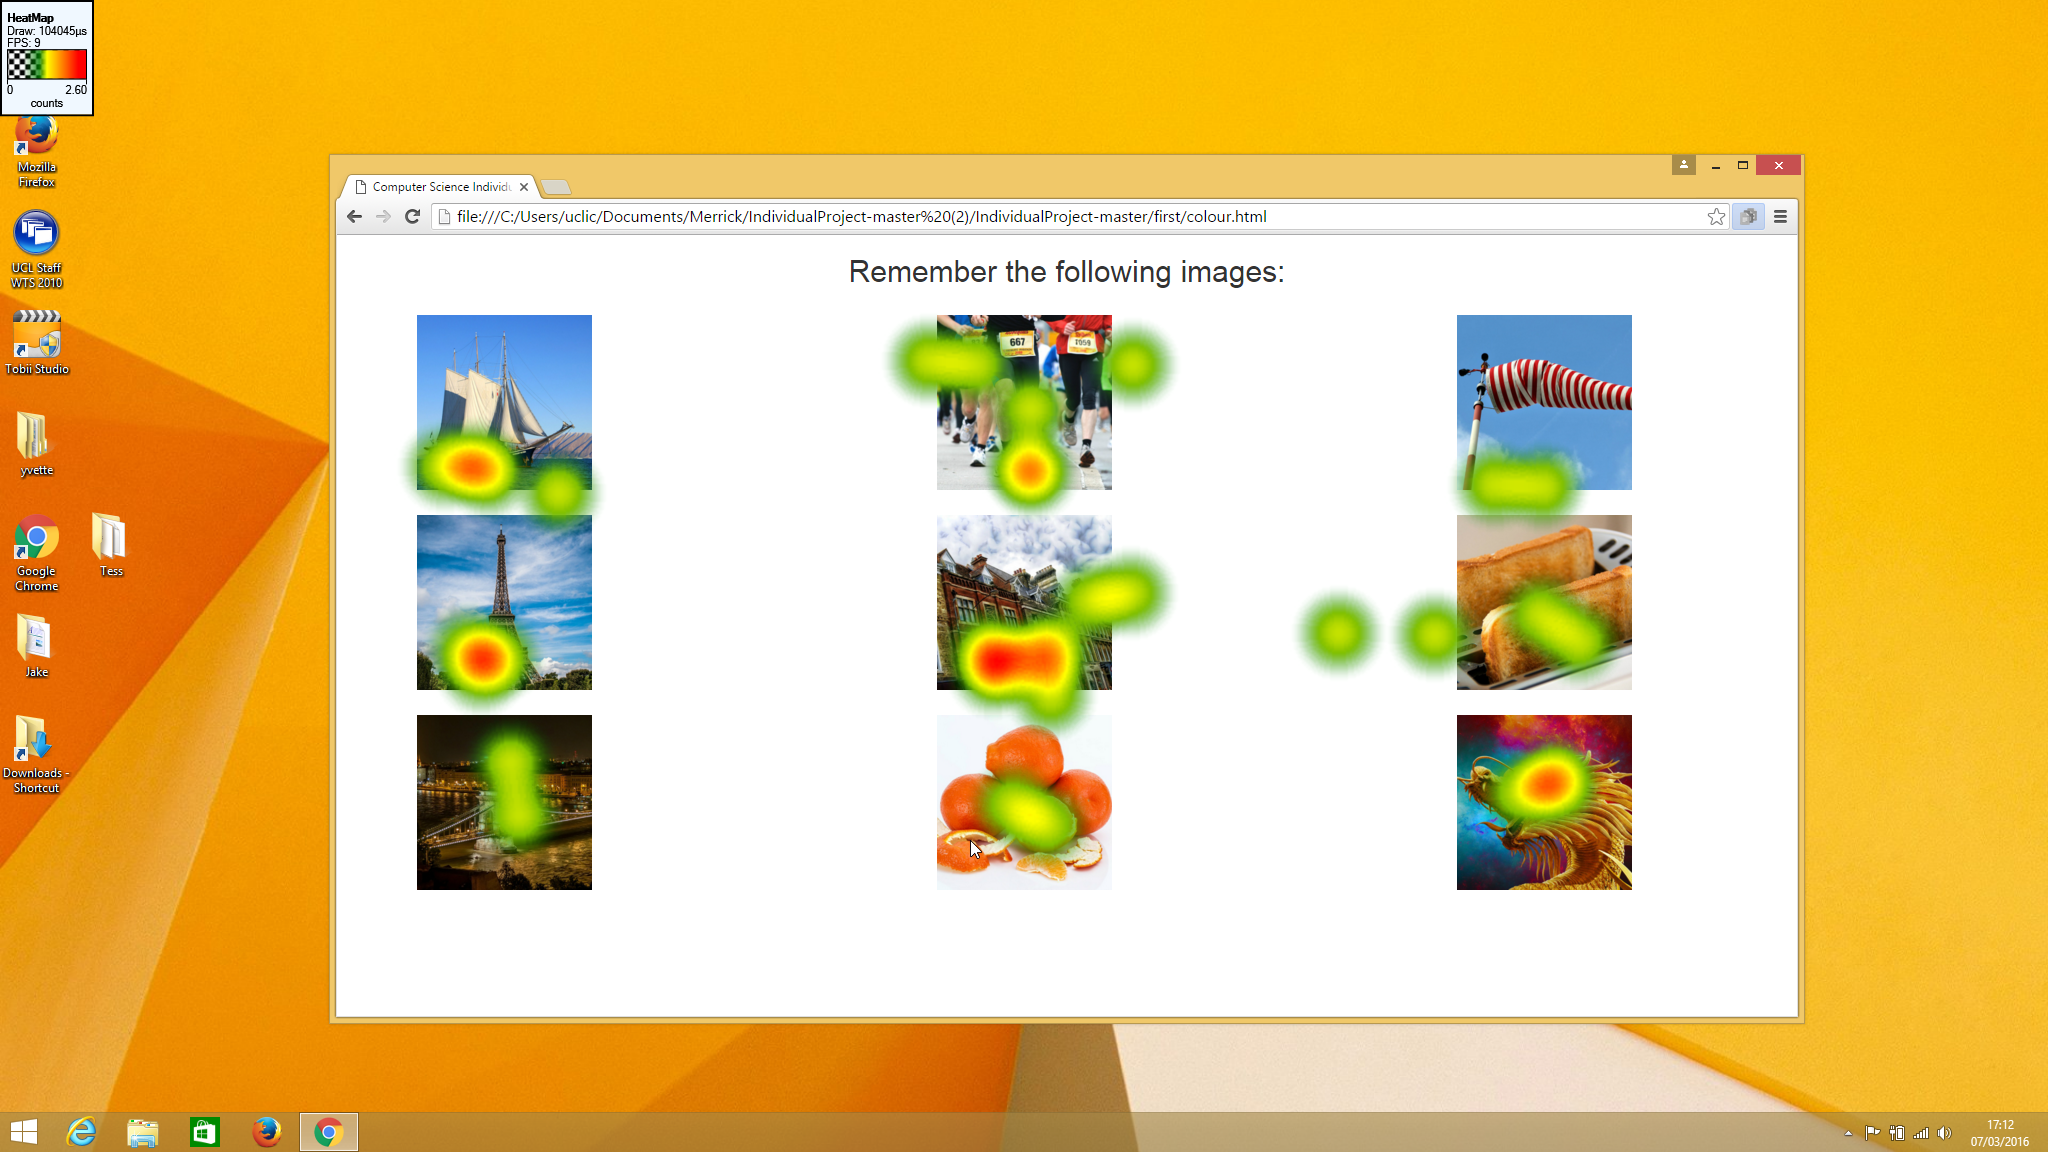 HeatMap
Draw: 104045µs
FPS: 9
0 2.60
counts
Mozilla
Firefox
UCL Staff
WTS 2010
Tobii Studio
yvette
Google
Chrome
Tess
Jake
Downloads -
Shortcut
Computer Science Individu
file:///C:/Users/uclic/Documents/Merrick/IndividualProject-master%20(2)/IndividualProject-master/first/colour.html
Remember the following images:
667
1059
17:12
07/03/2016